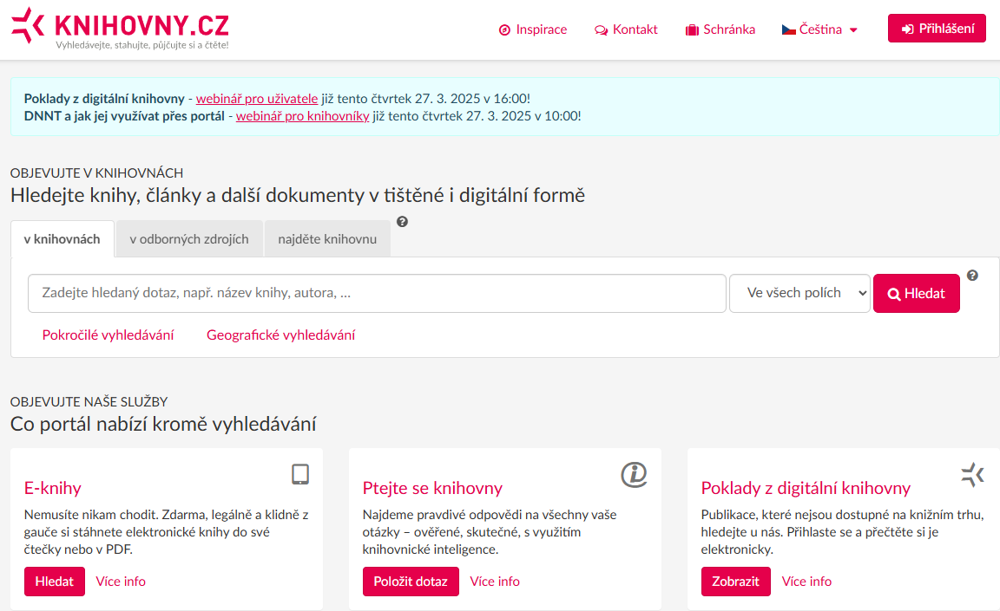 KNIHOVNY.CZ
Vyhledávejte, stahujte, půjčujte si a čtěte!
Inspirace
Kontakt
Schránka
Čeština
Přihlášení
Poklady z digitální knihovny - webinář pro uživatele již tento čtvrtek 27. 3. 2025 v 16:00!
DNNT a jak jej využívat přes portál - webinář pro knihovníky již tento čtvrtek 27. 3. 2025 v 10:00!
OBJEVUJTE V KNIHOVNÁCH
Hledejte knihy, články a další dokumenty v tištěné i digitální formě
v knihovnách
v odborných zdrojích
najděte knihovnu
?
Zadejte hledaný dotaz, např. název knihy, autora, ...
Ve všech polích
Hledat
?
Pokročilé vyhledávání
Geografické vyhledávání
OBJEVUJTE NAŠE SLUŽBY
Co portál nabízí kromě vyhledávání
E-knihy
Nemusíte nikam chodit. Zdarma, legálně a klidně z
gauče si stáhnete elektronické knihy do své
čtečky nebo v PDF.
Hledat
Více info
Ptejte se knihovny
Najdeme pravdivé odpovědi na všechny vaše
otázky – ověřené, skutečné, s využitím
knihovnické inteligence.
Položit dotaz
Více info
Poklady z digitální knihovny
Publikace, které nejsou dostupné na knižním trhu,
hledejte u nás. Přihlaste se a přečtěte si je
elektronicky.
Zobrazit
Více info